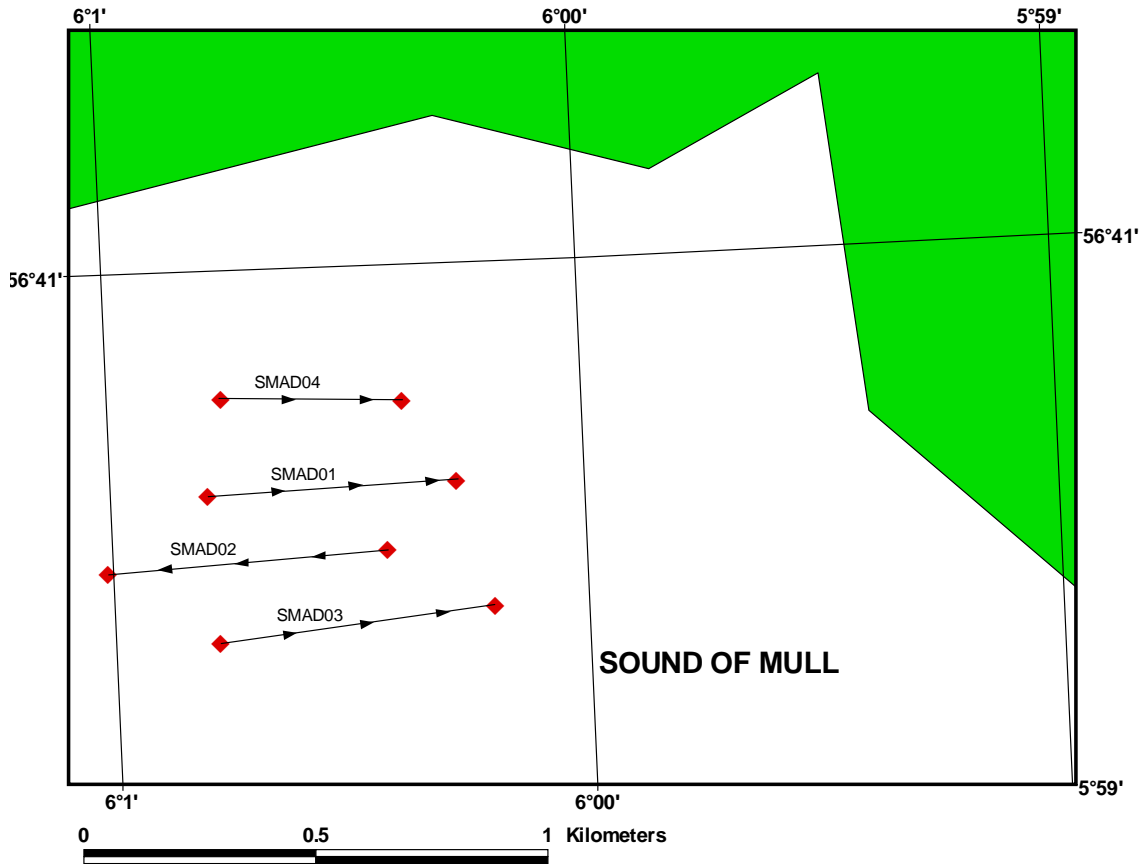 6°1' 6°00' 5°59'
56°41'
56°41'
SMAD04
SMAD01
SMAD02
SMAD03
SOUND OF MULL
5°59'
6°1' 6°00'
0 0.5 1 Kilometers